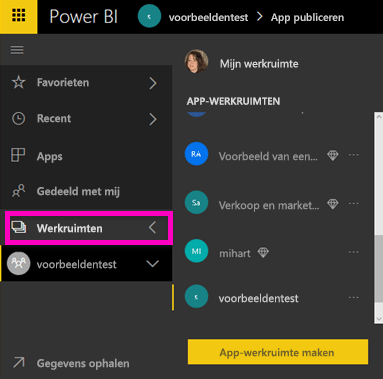 Power BI
voorbeeldentest > App publiceren
Favorieten
Recent
Apps
Gedeeld met mij
Werkruimten
voorbeeldentest
Gegevens ophalen
Mijn werkruimte
APP-WERKRUIMTEN
RA Voorbeeld van een...
Sa Verkoop en market...
MI mihart
voorbeeldentest
App-werkruimte maken